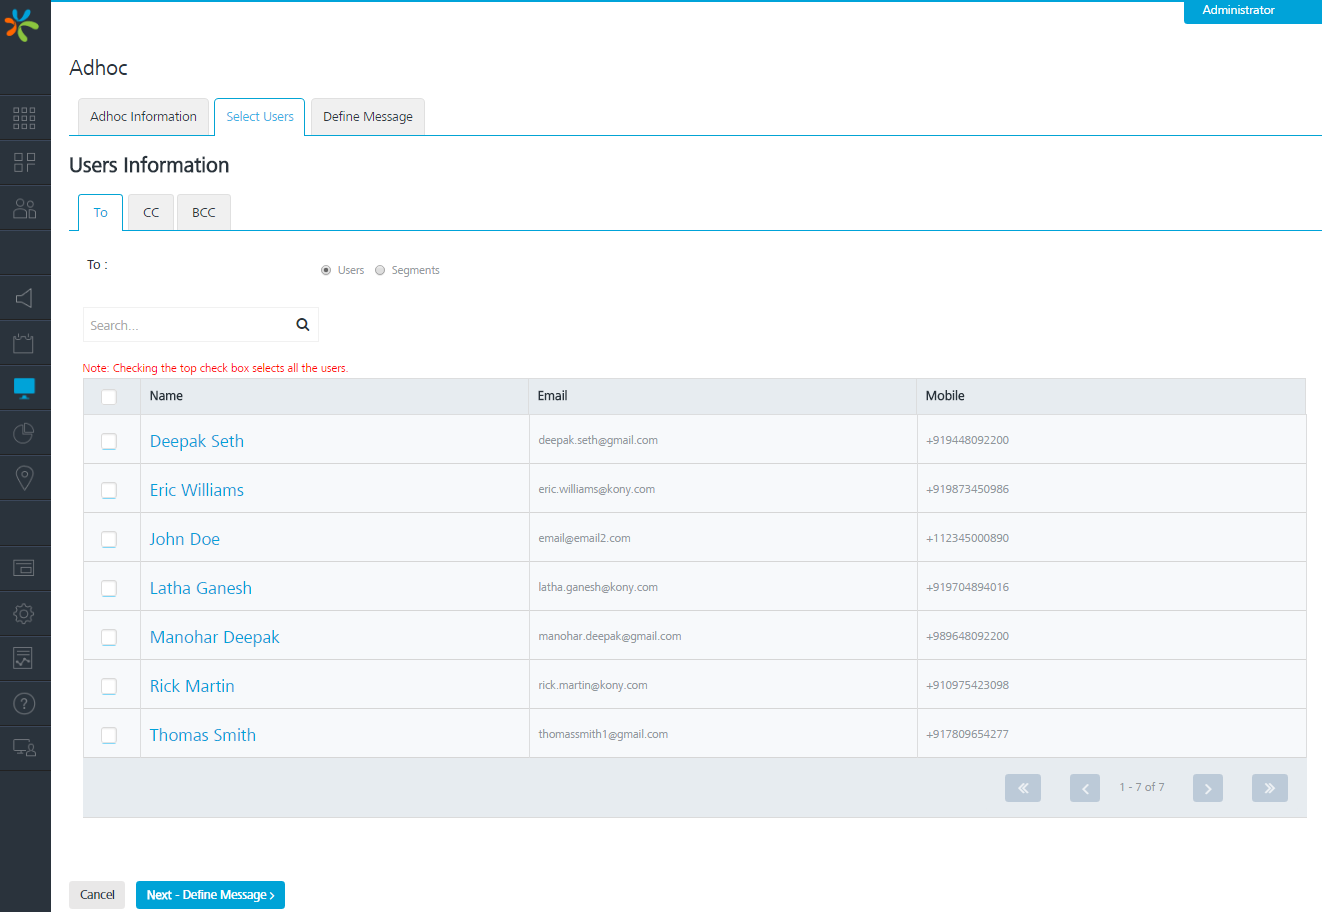 Administrator
Adhoc
Adhoc Information Select Users Define Message
Users Information
To CC BCC
To : Users Segments
Search...
Note: Checking the top check box selects all the users.
Name Email Mobile
Deepak Seth deepak.seth@gmail.com +919448092200
Eric Williams eric.williams@kony.com +919873450986
John Doe email@email2.com +112345000890
Latha Ganesh latha.ganesh@kony.com +919704894016
Manohar Deepak manohar.deepak@gmail.com +989648092200
Rick Martin rick.martin@kony.com +910975423098
Thomas Smith thomassmith1@gmail.com +917809654277
« ‹ 1 - 7 of 7 › »
Cancel Next - Define Message ›